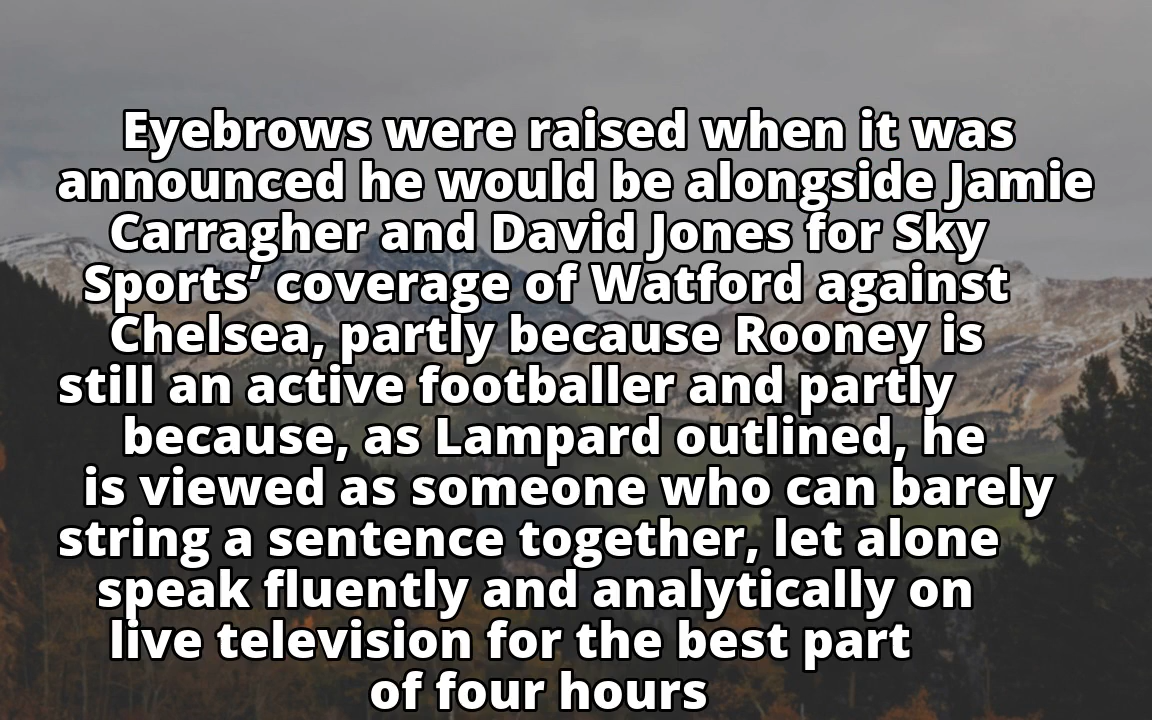 Eyebrows were raised when it was
announced he would be alongside Jamie
Carragher and David Jones for Sky
Sports’ coverage of Watford against
Chelsea, partly because Rooney is
still an active footballer and partly
because, as Lampard outlined, he
is viewed as someone who can barely
string a sentence together, let alone
speak fluently and analytically on
live television for the best part
of four hours